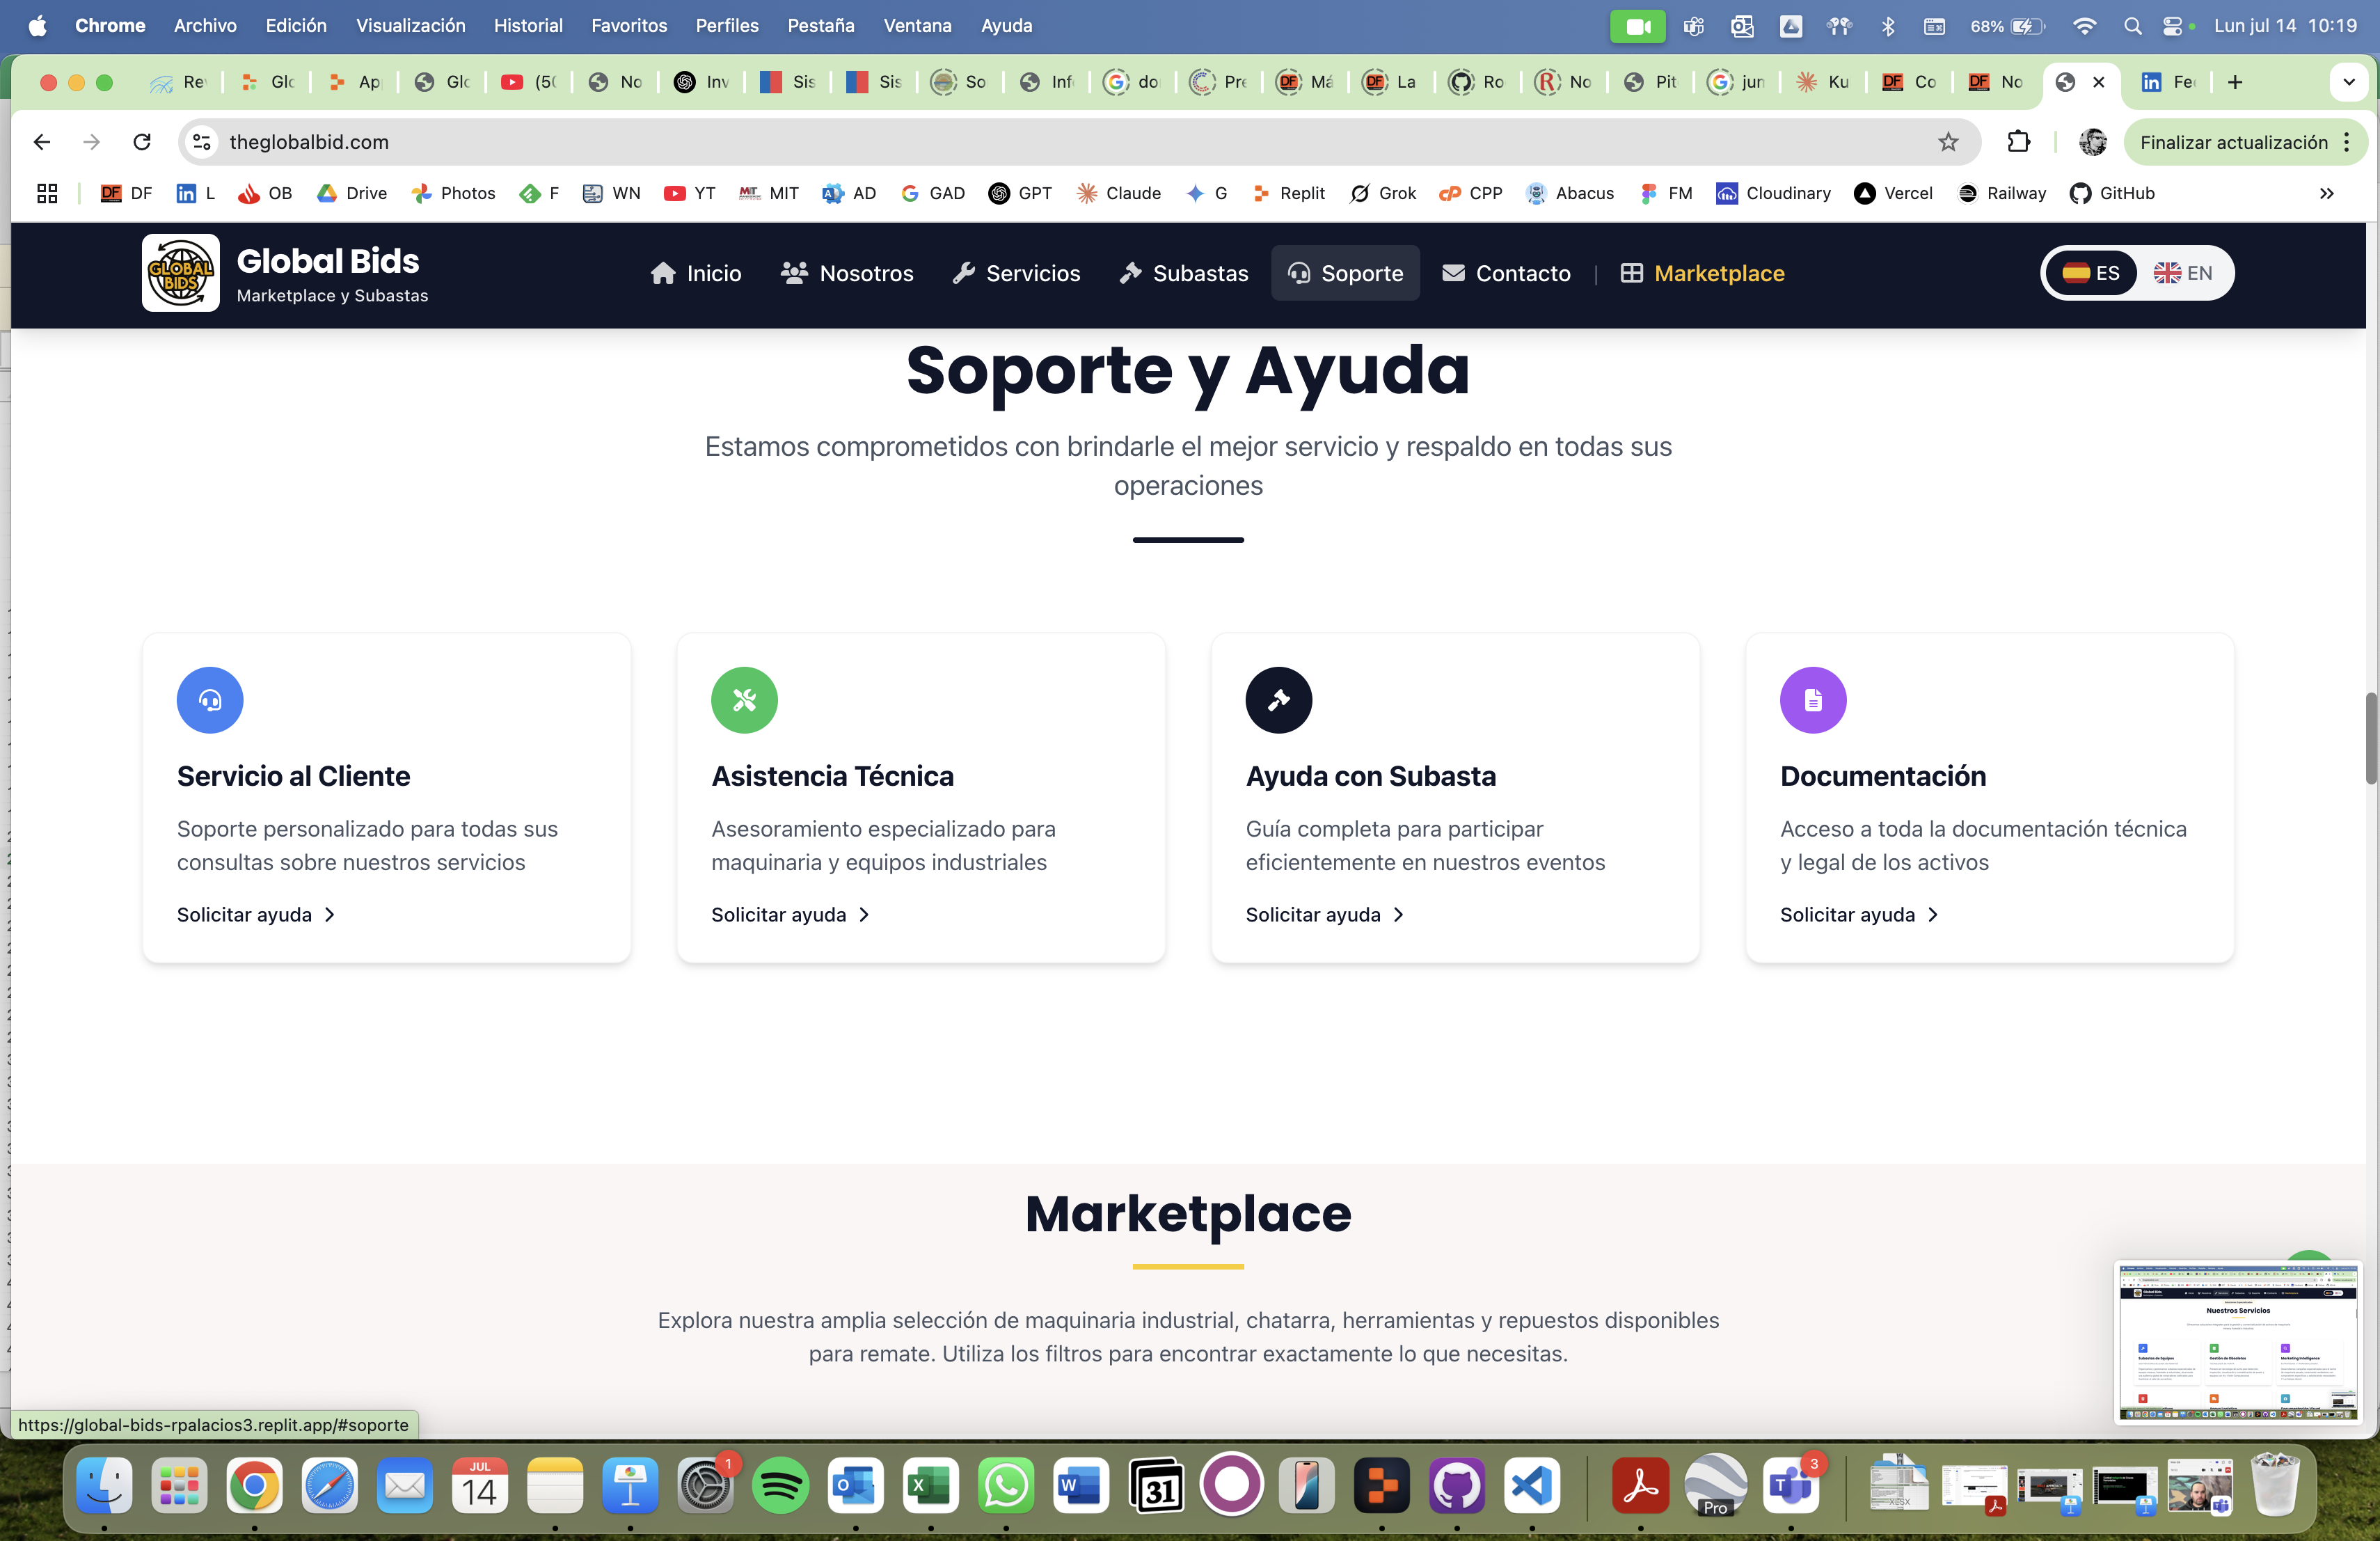 Chrome Archivo Edición Visualización Historial Favoritos Perfiles Pestaña Ventana Ayuda 68% Lun jul 14 10:19
Re Glo Ap Glo (50 No Inv Sis Sis So Inf do Pre Má La Ro No Pit jun Ku Co No Fe
theglobalbid.com Finalizar actualización
DF L OB Drive Photos F WN YT MIT AD GAD GPT Claude G Replit Grok CPP Abacus FM Cloudinary Vercel Railway GitHub
GLOBAL BIDS
Global Bids
Marketplace y Subastas
Inicio Nosotros Servicios Subastas Soporte Contacto | Marketplace ES EN
Soporte y Ayuda
Estamos comprometidos con brindarle el mejor servicio y respaldo en todas sus
operaciones
Servicio al Cliente
Soporte personalizado para todas sus
consultas sobre nuestros servicios
Solicitar ayuda
Asistencia Técnica
Asesoramiento especializado para
maquinaria y equipos industriales
Solicitar ayuda
Ayuda con Subasta
Guía completa para participar
eficientemente en nuestros eventos
Solicitar ayuda
Documentación
Acceso a toda la documentación técnica
y legal de los activos
Solicitar ayuda
Marketplace
Explora nuestra amplia selección de maquinaria industrial, chatarra, herramientas y repuestos disponibles
para remate. Utiliza los filtros para encontrar exactamente lo que necesitas.
Nuestros Servicios
https://global-bids-rpalacios3.replit.app/#soporte
JUL
14
1
31
Pro
3
XLSX